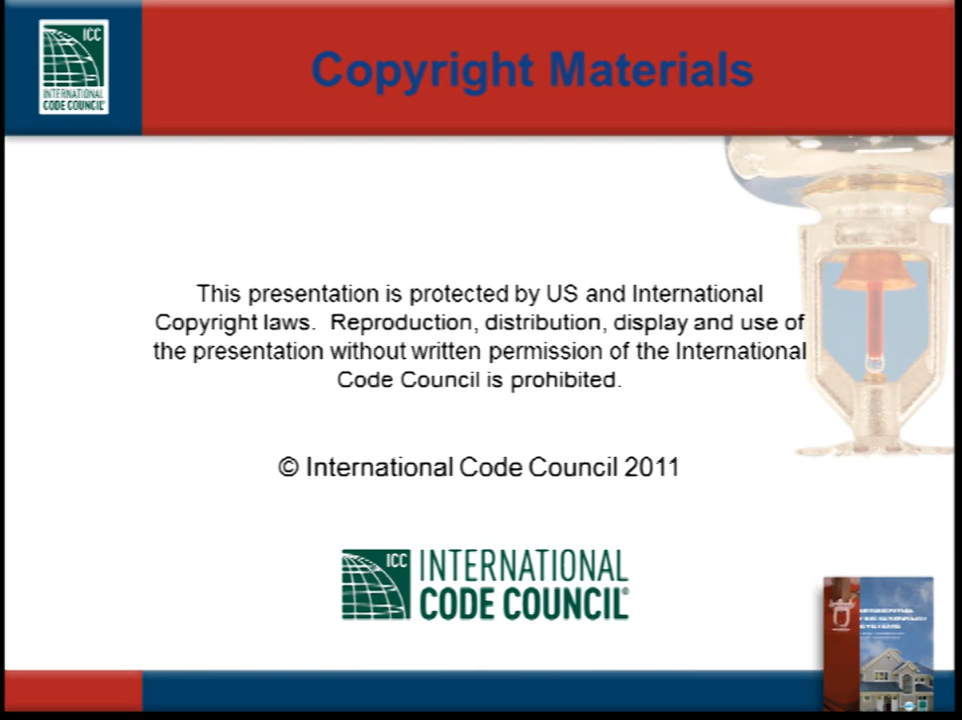 ICC
INTERNATIONAL
CODE COUNCIL®
Copyright Materials
This presentation is protected by US and International
Copyright laws.  Reproduction, distribution, display and use of
the presentation without written permission of the International
Code Council is prohibited.
© International Code Council 2011
ICC
INTERNATIONAL
CODE COUNCIL®